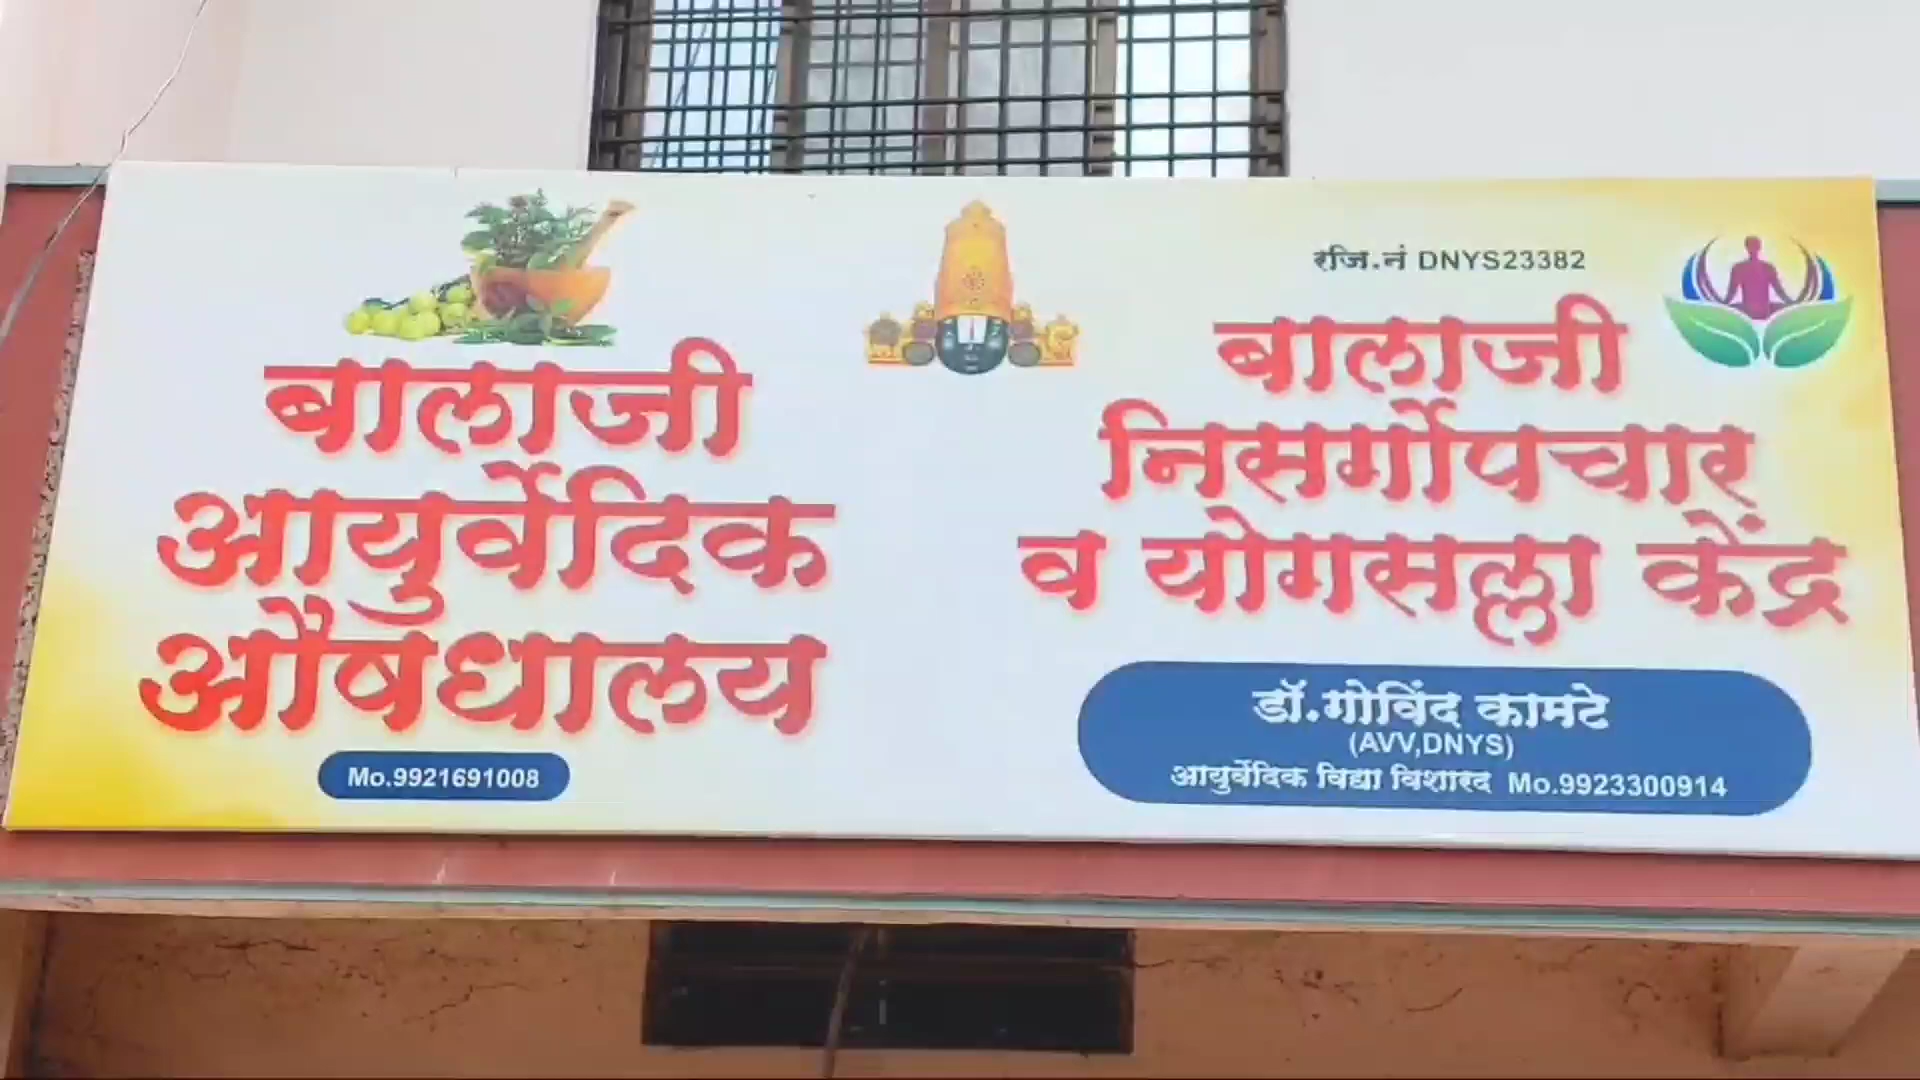 बालाजी
आयुर्वेदिक
औषधालय
Mo.9921691008
रजि.नं DNYS23382
बालाजी
निसर्गोपचार
व योगसल्ला केंद्र
डॉ.गोविंद कामटे
(AVV,DNYS)
आयुर्वेदिक विद्या विशारद Mo.9923300914